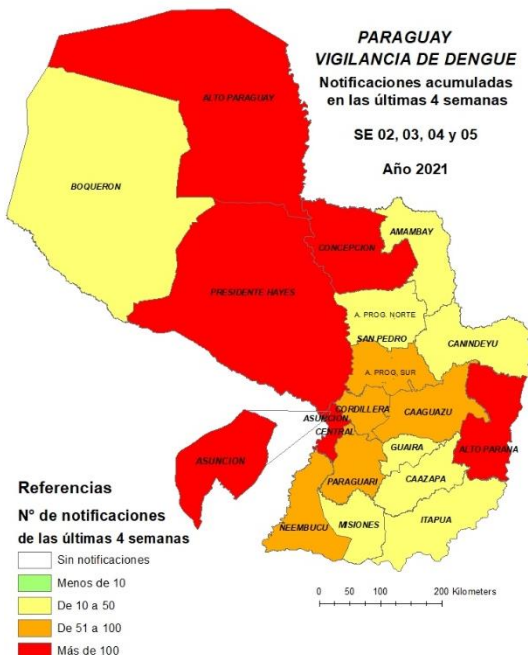 PARAGUAY
VIGILANCIA DE DENGUE
Notificaciones acumuladas
en las últimas 4 semanas
SE 02, 03, 04 y 05
Año 2021
ALTO PARAGUAY
BOQUERON
AMAMBAY
CONCEPCION
PRESIDENTE HAYES
A. PROG. NORTE
SAN PEDRO
CANINDEYU
A. PROG. SUR
CORDILLERA
CAAGUAZU
ASUNCION
CENTRAL
ALTO PARANA
GUAIRA
ASUNCION
CAAZAPA
PARAGUARI
ÑEEMBUCU
MISIONES
ITAPUA
Referencias
N° de notificaciones
de las últimas 4 semanas
Sin notificaciones
Menos de 10
De 10 a 50
De 51 a 100
Más de 100
0 50 100 200 Kilometers